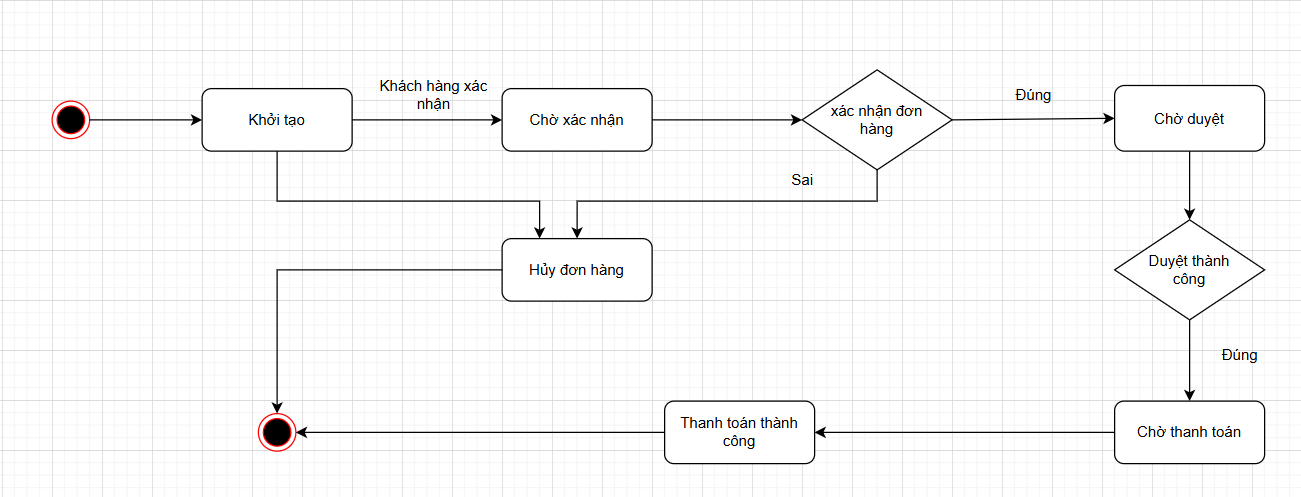 Khởi tạo
Khách hàng xác
nhận
Chờ xác nhận
xác nhận đơn
hàng
Đúng
Chờ duyệt
Sai
Hủy đơn hàng
Duyệt thành
công
Đúng
Thanh toán thành
công
Chờ thanh toán